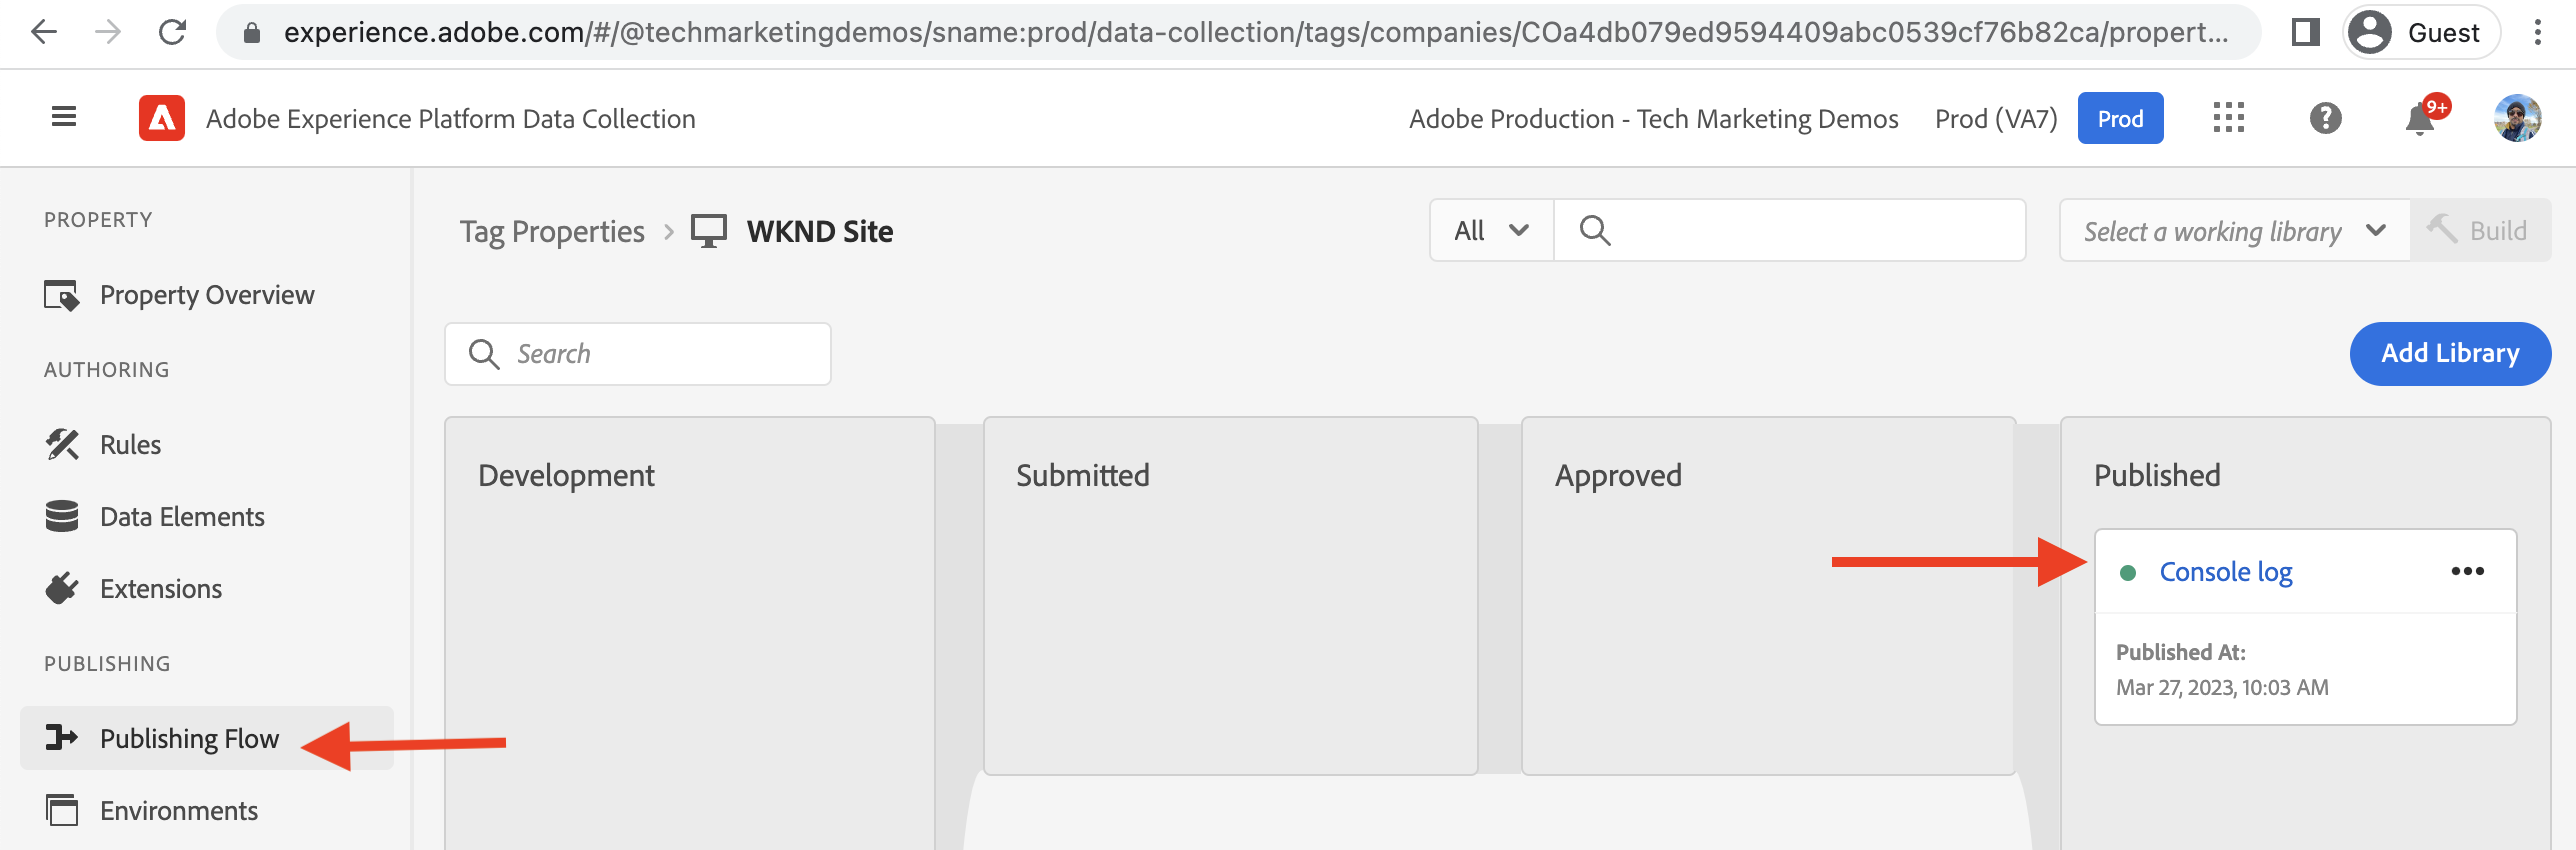 experience.adobe.com/#/@techmarketingdemos/sname:prod/data-collection/tags/companies/COa4db079ed9594409abc0539cf76b82ca/propert...
Guest
Adobe Experience Platform Data Collection
Adobe Production - Tech Marketing Demos
Prod (VA7)
Prod
9+
PROPERTY
Property Overview
AUTHORING
Rules
Data Elements
Extensions
PUBLISHING
Publishing Flow
Environments
Tag Properties > WKND Site
All
Select a working library
Build
Search
Add Library
Development
Submitted
Approved
Published
Console log
Published At:
Mar 27, 2023, 10:03 AM